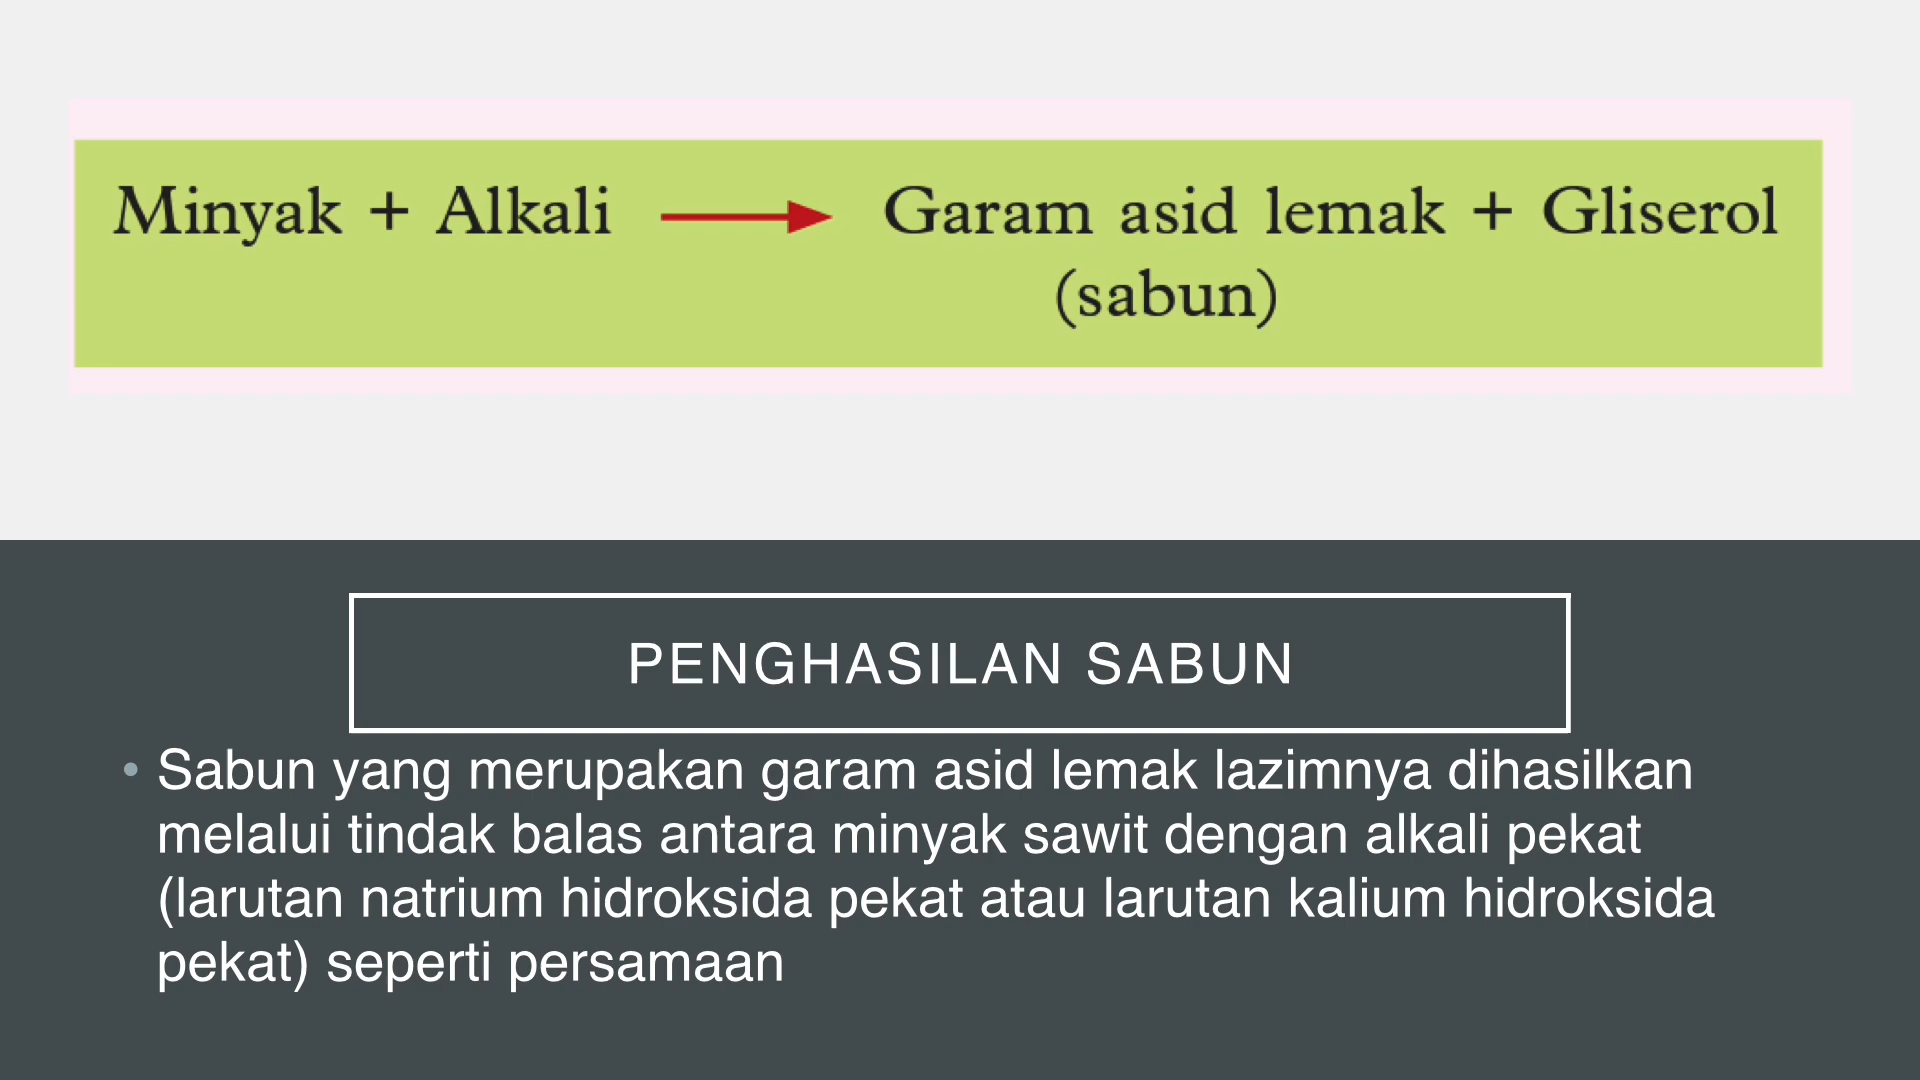 Minyak + Alkali → Garam asid lemak + Gliserol
(sabun)
PENGHASILAN SABUN
• Sabun yang merupakan garam asid lemak lazimnya dihasilkan
melalui tindak balas antara minyak sawit dengan alkali pekat
(larutan natrium hidroksida pekat atau larutan kalium hidroksida
pekat) seperti persamaan